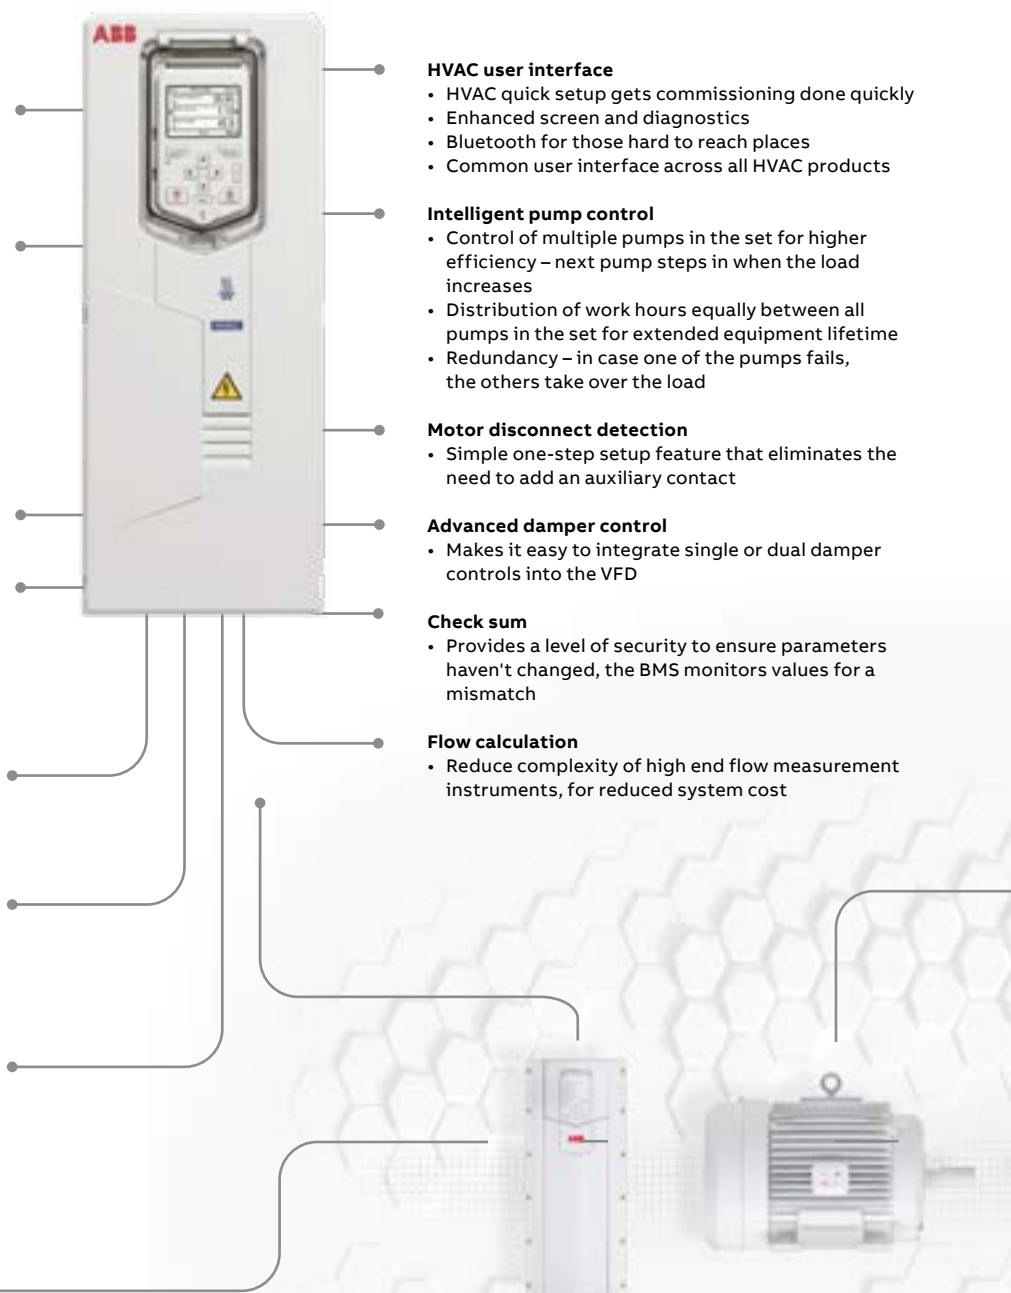 ABB
HVAC user interface
• HVAC quick setup gets commissioning done quickly
• Enhanced screen and diagnostics
• Bluetooth for those hard to reach places
• Common user interface across all HVAC products
Intelligent pump control
• Control of multiple pumps in the set for higher
efficiency – next pump steps in when the load
increases
• Distribution of work hours equally between all
pumps in the set for extended equipment lifetime
• Redundancy – in case one of the pumps fails,
the others take over the load
Motor disconnect detection
• Simple one-step setup feature that eliminates the
need to add an auxiliary contact
Advanced damper control
• Makes it easy to integrate single or dual damper
controls into the VFD
Check sum
• Provides a level of security to ensure parameters
haven't changed, the BMS monitors values for a
mismatch
Flow calculation
• Reduce complexity of high end flow measurement
instruments, for reduced system cost
ABB